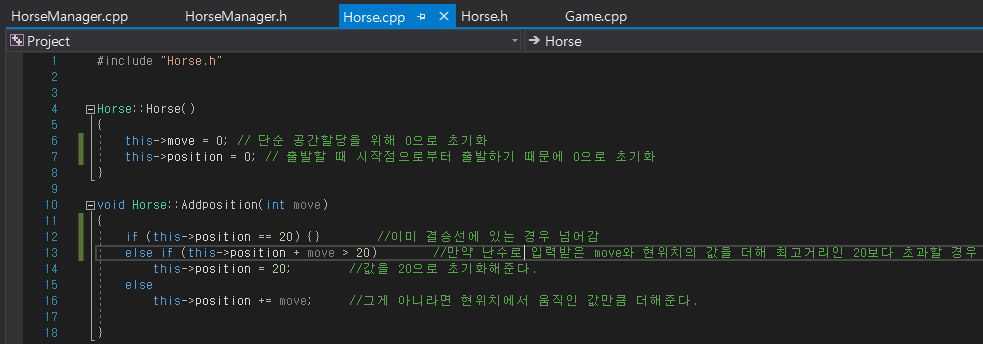 HorseManager.cpp HorseManager.h Horse.cpp Horse.h Game.cpp
Project Horse
1 #include "Horse.h"
2
3
4 Horse::Horse()
5 {
6 this->move = 0; // 단순 공간할당을 위해 0으로 초기화
7 this->position = 0; // 출발할 때 시작점으로부터 출발하기 때문에 0으로 초기화
8 }
9
10 void Horse::Addposition(int move)
11 {
12 if (this->position == 20) {} //이미 결승선에 있는 경우 넘어감
13 else if (this->position + move > 20) //만약 난수로 입력받은 move와 현위치의 값을 더해 최고거리인 20보다 초과할 경우
14 this->position = 20; //값을 20으로 초기화해준다.
15 else
16 this->position += move; //그게 아니라면 현위치에서 움직인 값만큼 더해준다.
17
18 }